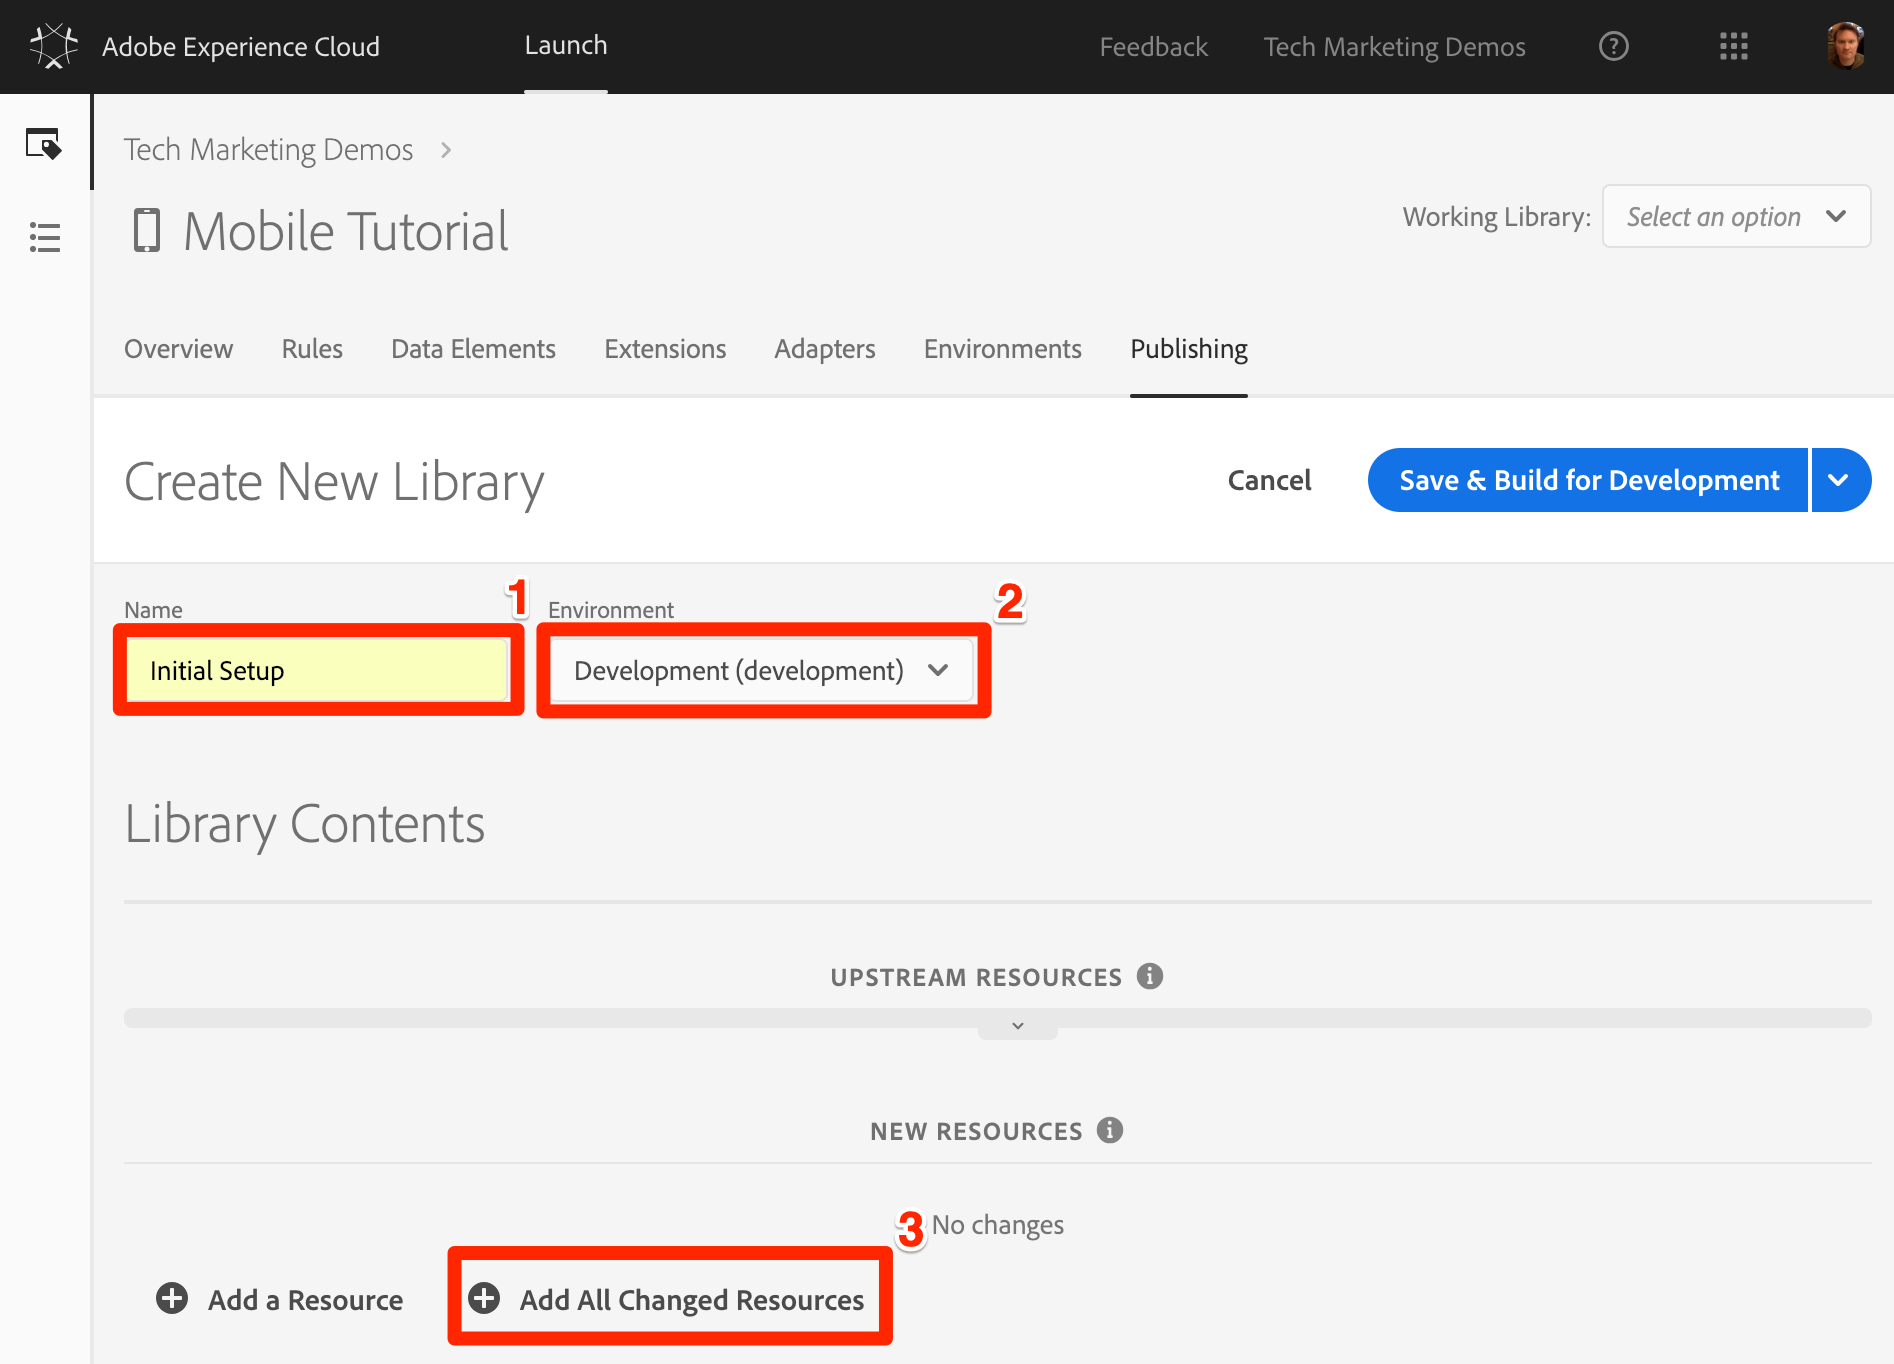 Adobe Experience Cloud
Launch
Feedback
Tech Marketing Demos
Tech Marketing Demos
Mobile Tutorial
Working Library:
Select an option
Overview
Rules
Data Elements
Extensions
Adapters
Environments
Publishing
Create New Library
Cancel
Save & Build for Development
Name
1
Environment
2
Initial Setup
Development (development)
Library Contents
UPSTREAM RESOURCES
NEW RESOURCES
3
No changes
Add a Resource
Add All Changed Resources